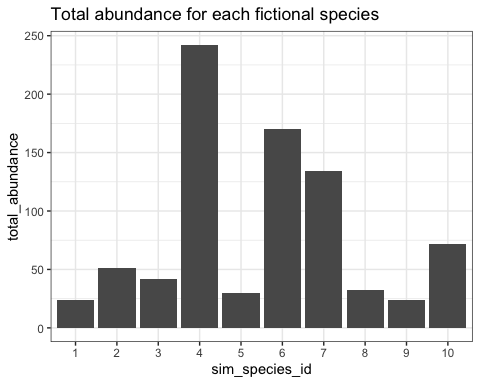 Total abundance for each fictional species
total_abundance
250
200
150
100
50
0
1 2 3 4 5 6 7 8 9 10
sim_species_id